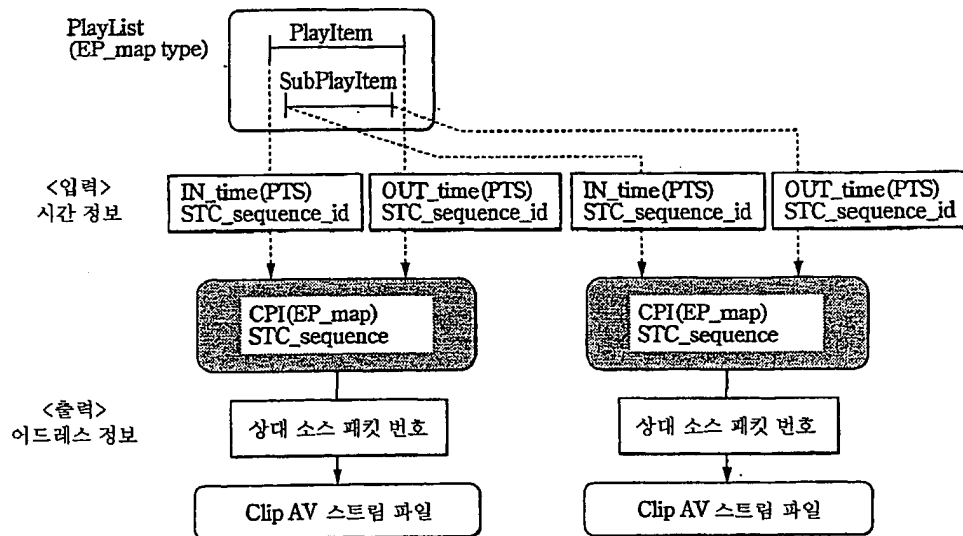 PlayList
(EP_map type)
PlayItem
SubPlayItem
<입력>
시간 정보
IN_time(PTS)
STC_sequence_id
OUT_time(PTS)
STC_sequence_id
IN_time(PTS)
STC_sequence_id
OUT_time(PTS)
STC_sequence_id
CPI(EP_map)
STC_sequence
CPI(EP_map)
STC_sequence
<출력>
어드레스 정보
상대 소스 패킷 번호
상대 소스 패킷 번호
Clip AV 스트림 파일
Clip AV 스트림 파일